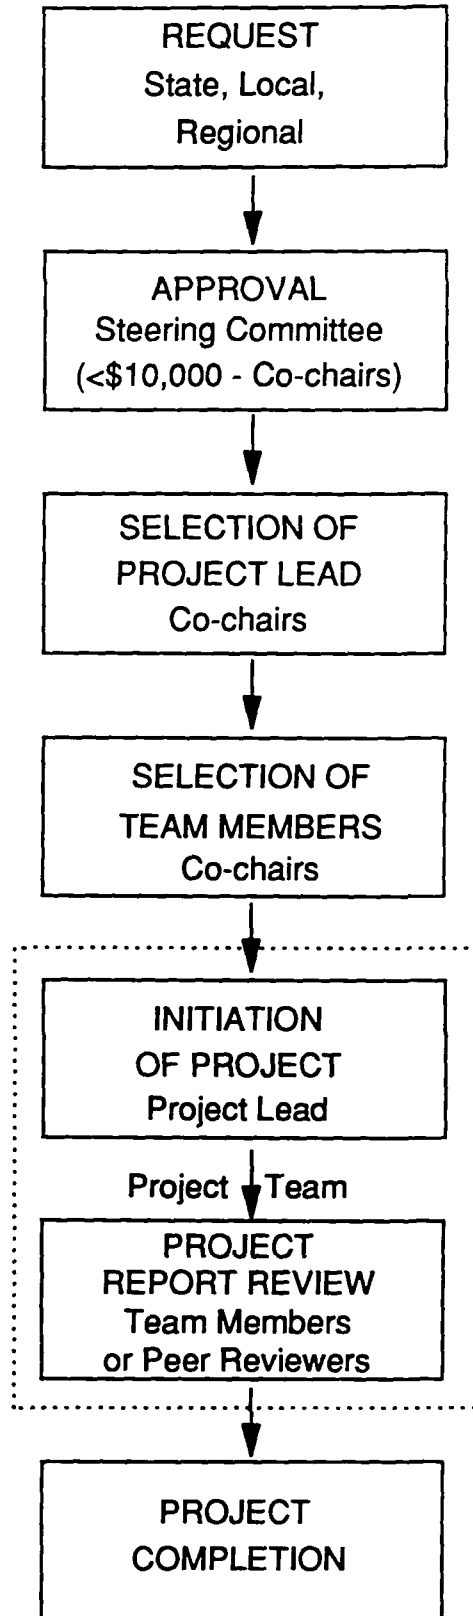 REQUEST
State, Local,
Regional
APPROVAL
Steering Committee
(<$10,000 - Co-chairs)
SELECTION OF
PROJECT LEAD
Co-chairs
SELECTION OF
TEAM MEMBERS
Co-chairs
INITIATION
OF PROJECT
Project Lead
Project Team
PROJECT
REPORT REVIEW
Team Members
or Peer Reviewers
PROJECT
COMPLETION